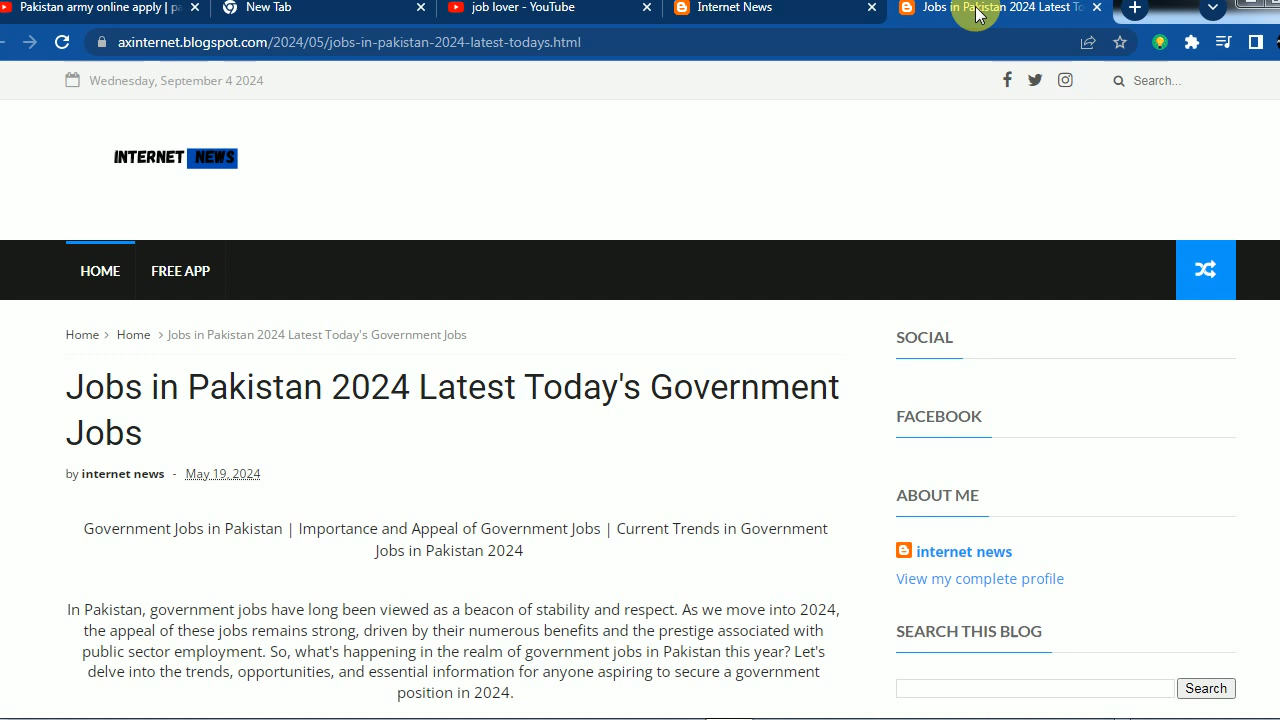 Pakistan army online apply | pa
New Tab
job lover - YouTube
Internet News
Jobs in Pakistan 2024 Latest To
axinternet.blogspot.com/2024/05/jobs-in-pakistan-2024-latest-todays.html
Wednesday, September 4 2024
Search...
INTERNET NEWS
HOME
FREE APP
Home > Home > Jobs in Pakistan 2024 Latest Today's Government Jobs
Jobs in Pakistan 2024 Latest Today's Government
Jobs
by internet news - May 19, 2024
Government Jobs in Pakistan | Importance and Appeal of Government Jobs | Current Trends in Government
Jobs in Pakistan 2024
In Pakistan, government jobs have long been viewed as a beacon of stability and respect. As we move into 2024,
the appeal of these jobs remains strong, driven by their numerous benefits and the prestige associated with
public sector employment. So, what's happening in the realm of government jobs in Pakistan this year? Let's
delve into the trends, opportunities, and essential information for anyone aspiring to secure a government
position in 2024.
SOCIAL
FACEBOOK
ABOUT ME
internet news
View my complete profile
SEARCH THIS BLOG
Search